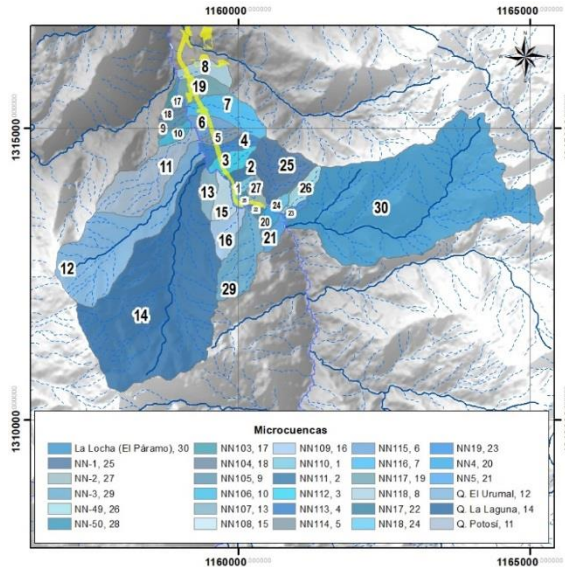 1160000 1165000
8
19
17
7
18
6
1315000 1315000
9 10 5 4
11 3 2 25
13 1 27 26
15 24 30
20 23
16 21
12 29
14
1310000 1310000
Microcuencas
La Locha (El Páramo), 30 NN103, 17 NN109, 16 NN115, 6 NN19, 23
NN-1, 25 NN104, 18 NN110, 1 NN116, 7 NN4, 20
NN-2, 27 NN105, 9 NN111, 2 NN117, 19 NN5, 21
NN-3, 29 NN106, 10 NN112, 3 NN118, 8 Q. El Urumal, 12
NN-49, 26 NN107, 13 NN113, 4 NN17, 22 Q. La Laguna, 14
NN-50, 28 NN108, 15 NN114, 5 NN18, 24 Q. Potosí, 11
1160000 1165000